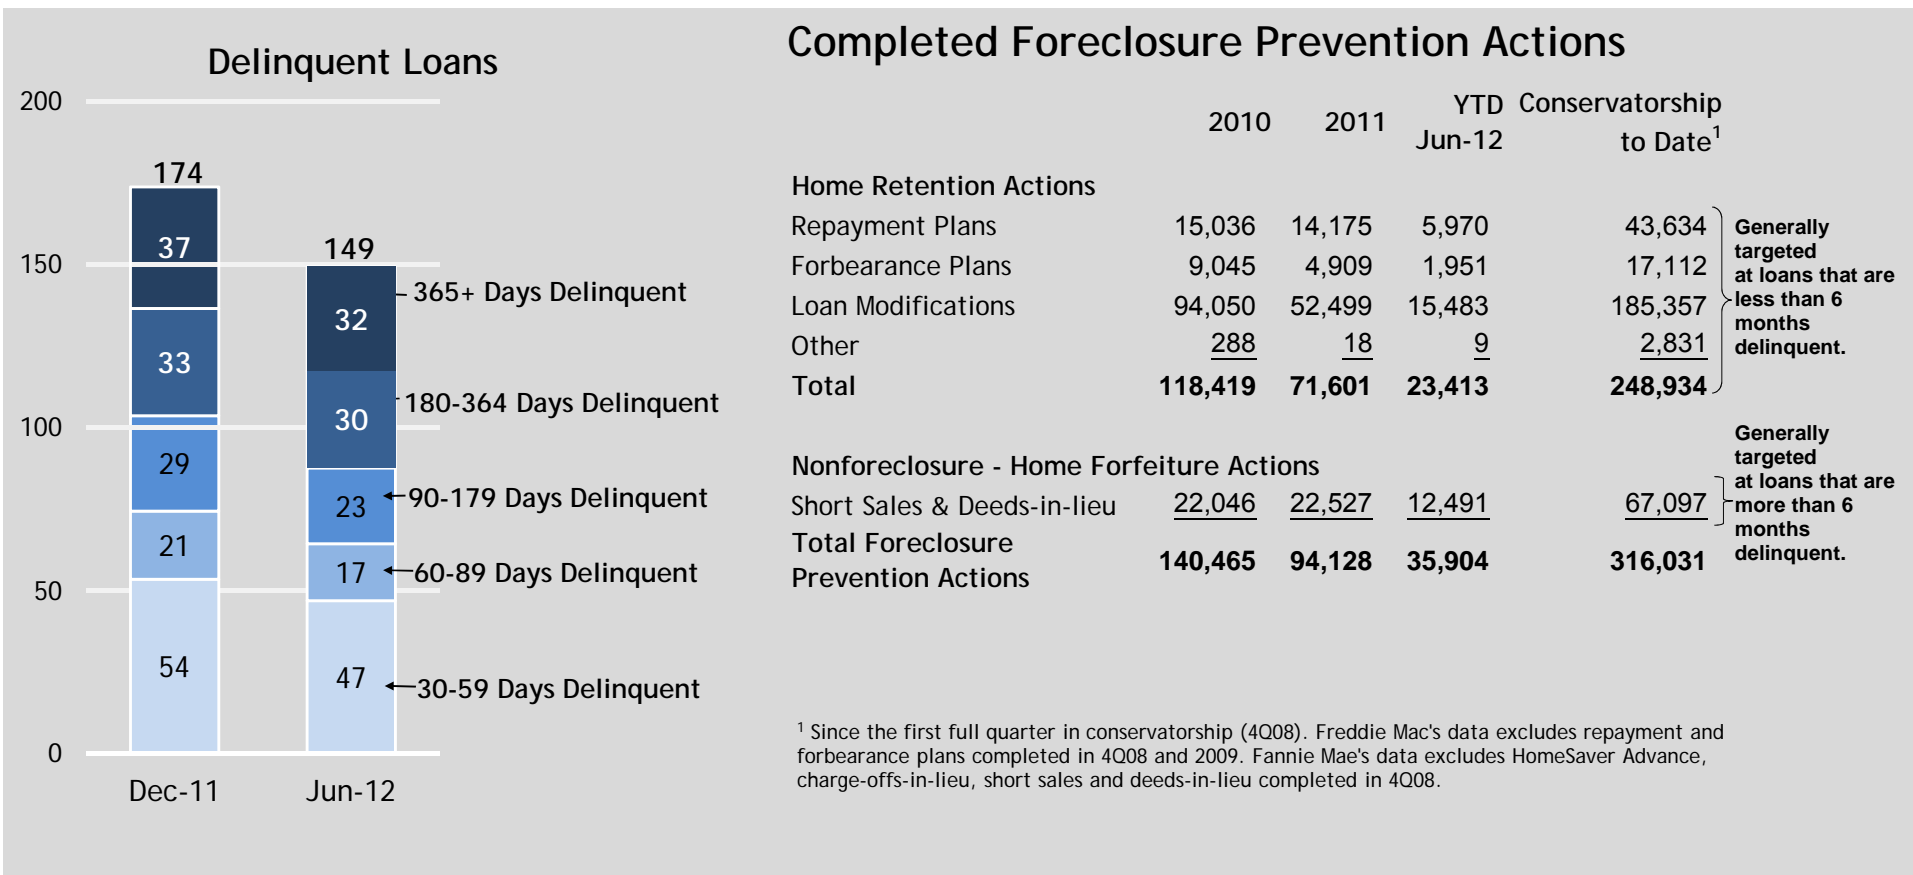 Delinquent Loans
200
150
100
50
0
174
37
33
29
21
54
149
32
30
23
17
47
365+ Days Delinquent
180-364 Days Delinquent
90-179 Days Delinquent
60-89 Days Delinquent
30-59 Days Delinquent
Dec-11 Jun-12
Completed Foreclosure Prevention Actions
2010 2011 YTD Jun-12 Conservatorship to Date1
Home Retention Actions
Repayment Plans 15,036 14,175 5,970 43,634
Forbearance Plans 9,045 4,909 1,951 17,112
Loan Modifications 94,050 52,499 15,483 185,357
Other 288 18 9 2,831
Total 118,419 71,601 23,413 248,934
Generally
targeted
at loans that are
less than 6
months
delinquent.
Nonforeclosure - Home Forfeiture Actions
Short Sales & Deeds-in-lieu 22,046 22,527 12,491 67,097
Total Foreclosure
Prevention Actions 140,465 94,128 35,904 316,031
Generally
targeted
at loans that are
more than 6
months
delinquent.
1 Since the first full quarter in conservatorship (4Q08). Freddie Mac's data excludes repayment and
forbearance plans completed in 4Q08 and 2009. Fannie Mae's data excludes HomeSaver Advance,
charge-offs-in-lieu, short sales and deeds-in-lieu completed in 4Q08.